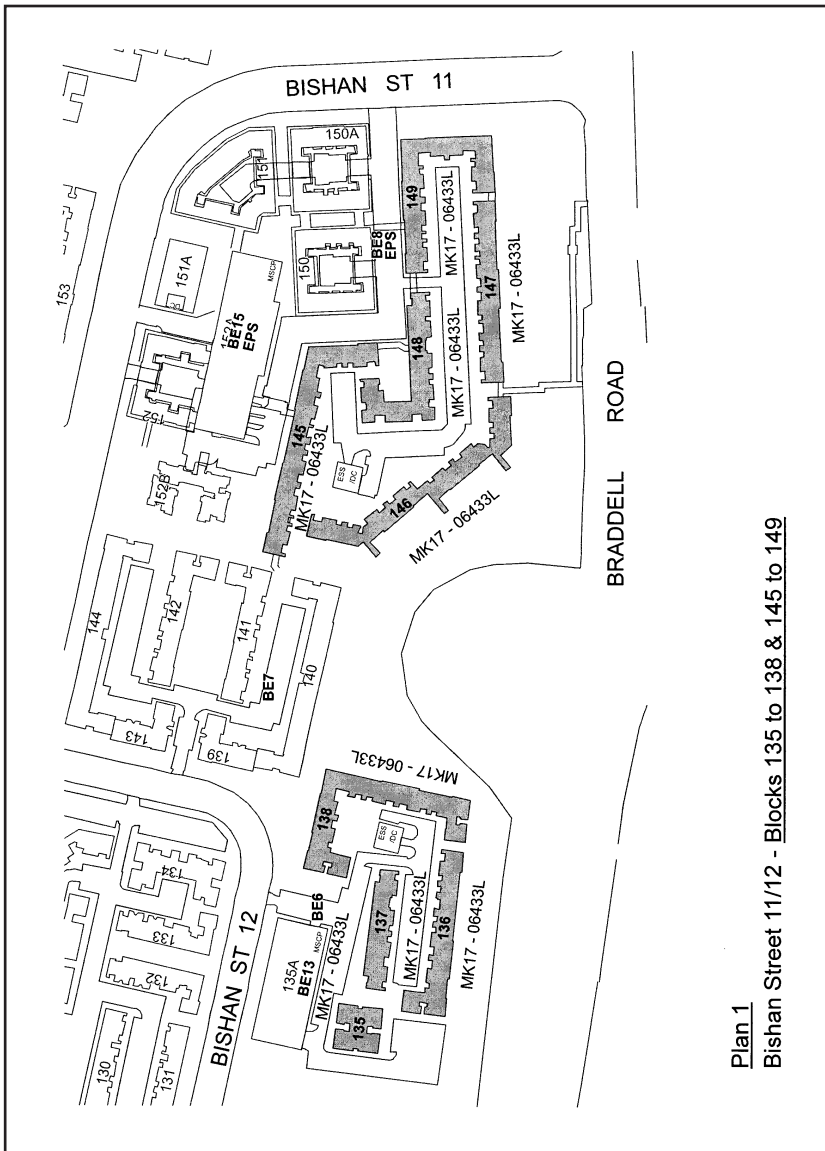 BISHAN ST 11
153
151A
151
150A
150
MSCP
152A
BE15
EPS
BE8
EPS
149
MK17 - 06433L
147
MK17 - 06433L
148
MK17 - 06433L
152
152B
145
MK17 - 06433L
ESS
/DC
146
MK17 - 06433L
BRADDELL ROAD
144
142
141
BE7
140
143
139
BISHAN ST 12
134
133
132
130
131
138
MK17 - 06433L
ESS
/DC
BE6
135A
BE13
MSCP
MK17 - 06433L
137
MK17 - 06433L
136
MK17 - 06433L
135
Plan 1
Bishan Street 11/12 - Blocks 135 to 138 & 145 to 149